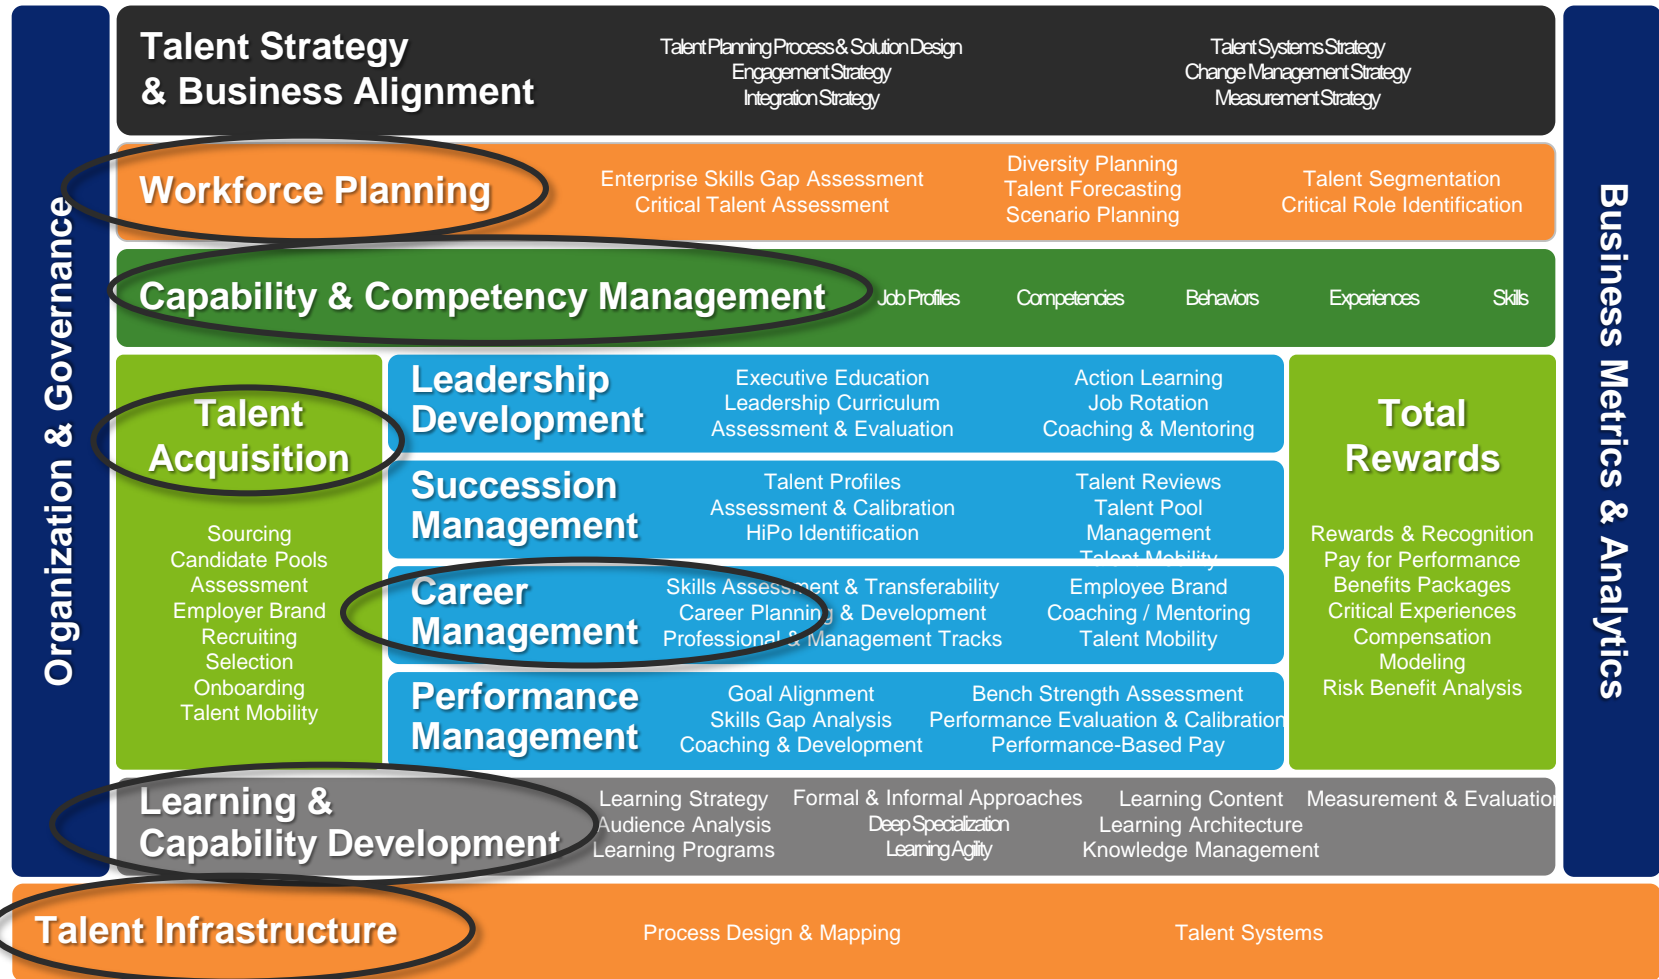 Organization & Governance
Talent Strategy
& Business Alignment
Talent Planning Process & Solution Design
Engagement Strategy
Integration Strategy
Talent Systems Strategy
Change Management Strategy
Measurement Strategy
Workforce Planning
Enterprise Skills Gap Assessment
Critical Talent Assessment
Diversity Planning
Talent Forecasting
Scenario Planning
Talent Segmentation
Critical Role Identification
Capability & Competency Management
Job Profiles
Competencies
Behaviors
Experiences
Skills
Talent
Acquisition
Sourcing
Candidate Pools
Assessment
Employer Brand
Recruiting
Selection
Onboarding
Talent Mobility
Leadership
Development
Executive Education
Leadership Curriculum
Assessment & Evaluation
Action Learning
Job Rotation
Coaching & Mentoring
Succession
Management
Talent Profiles
Assessment & Calibration
HiPo Identification
Talent Reviews
Talent Pool
Management
Talent Mobility
Career
Management
Skills Assessment & Transferability
Career Planning & Development
Professional & Management Tracks
Employee Brand
Coaching / Mentoring
Talent Mobility
Performance
Management
Goal Alignment
Skills Gap Analysis
Coaching & Development
Bench Strength Assessment
Performance Evaluation & Calibration
Performance-Based Pay
Total
Rewards
Rewards & Recognition
Pay for Performance
Benefits Packages
Critical Experiences
Compensation
Modeling
Risk Benefit Analysis
Learning &
Capability Development
Learning Strategy
Audience Analysis
Learning Programs
Formal & Informal Approaches
Deep Specialization
Learning Agility
Learning Content
Learning Architecture
Knowledge Management
Measurement & Evaluation
Talent Infrastructure
Process Design & Mapping
Talent Systems
Business Metrics & Analytics